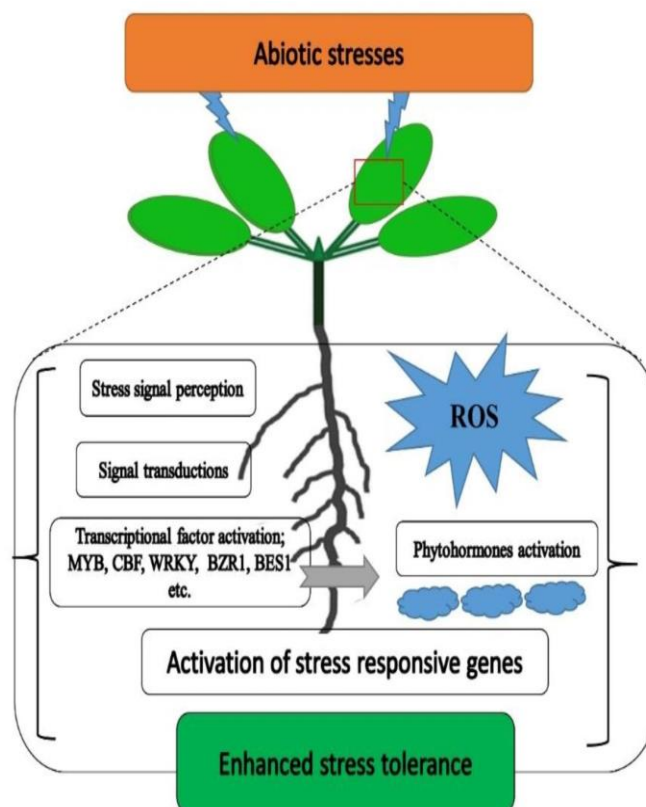 Abiotic stresses
Stress signal perception
ROS
Signal transductions
Transcriptional factor activation;
MYB, CBF, WRKY, BZR1, BES1
etc.
Phytohormones activation
Activation of stress responsive genes
Enhanced stress tolerance